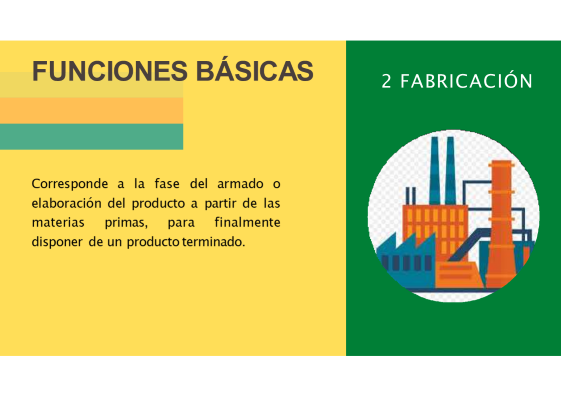 FUNCIONES BÁSICAS
2 FABRICACIÓN
Corresponde a la fase del armado o
elaboración del producto a partir de las
materias primas, para finalmente
disponer de un producto terminado.